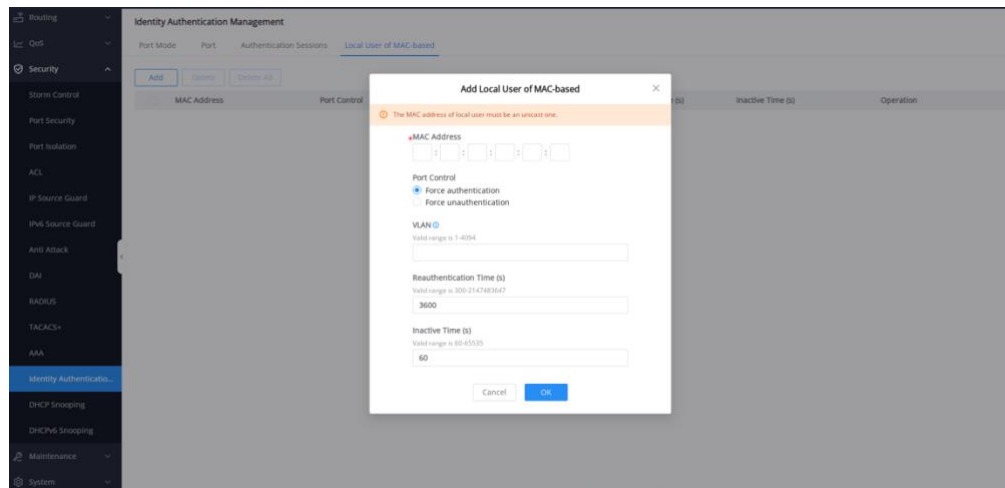 Routing
QoS
Security
Storm Control
Port Security
Port Isolation
ACL
IP Source Guard
IPv6 Source Guard
Anti Attack
DAI
RADIUS
TACACS+
AAA
Identity Authenticatio...
DHCP Snooping
DHCPv6 Snooping
Maintenance
System
Identity Authentication Management
Port Mode Port Authentication Sessions Local User of MAC-based
Add Delete Delete All
MAC Address Port Control (s) Inactive Time (s) Operation
Add Local User of MAC-based
The MAC address of local user must be an unicast one.
*MAC Address
: : : : :
Port Control
Force authentication
Force unauthentication
VLAN
Valid range is 1-4094
Reauthentication Time (s)
Valid range is 300-2147483647
3600
Inactive Time (s)
Valid range is 60-65535
60
Cancel OK